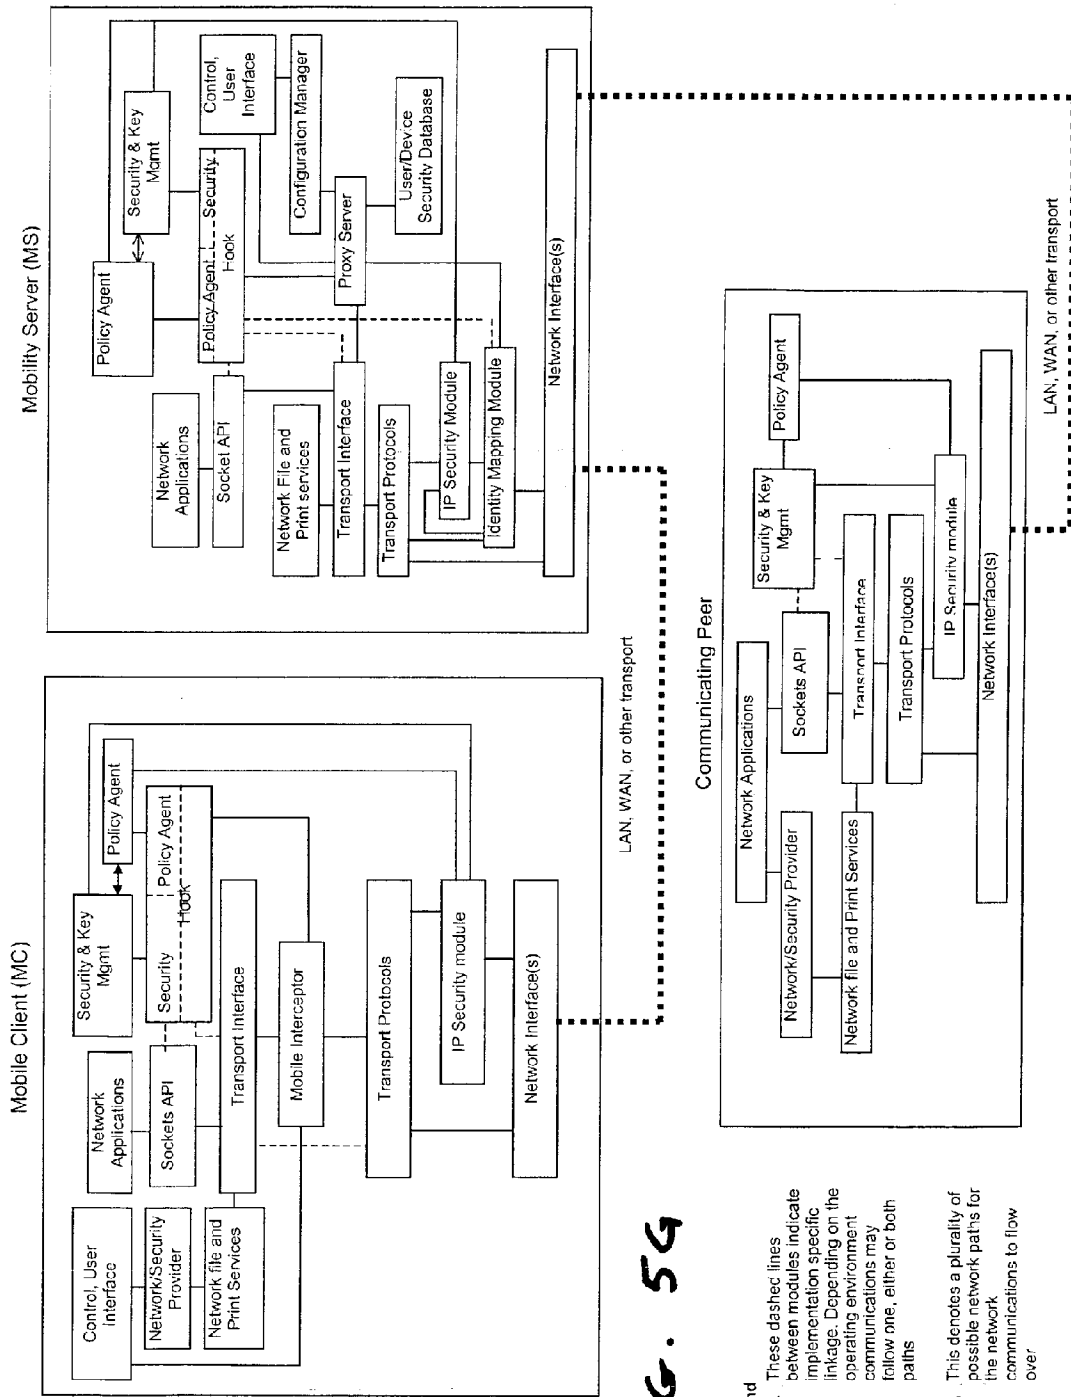 Mobile Client (MC)
Control, User
Interface
Network/Security
Provider
Network file and
Print Services
Network
Applications
Sockets API
Security & Key
Mgmt
Policy Agent
Security
Policy Agent
Hook
Transport Interface
Mobile Interceptor
Transport Protocols
IP Security module
Network Interface(s)
LAN, WAN, or other transport
Mobility Server (MS)
Policy Agent
Security & Key
Mgmt
Network
Applications
Socket API
Policy Agent
Security
Hook
Control,
User
Interface
Network File and
Print services
Transport Interface
Configuration Manager
Proxy Server
User/Device
Security Database
Transport Protocols
IP Security Module
Identity Mapping Module
Network Interface(s)
Communicating Peer
Network Applications
Network/Security Provider
Sockets API
Security & Key
Mgmt
Policy Agent
Network file and Print Services
Transport Interface
Transport Protocols
IP Security module
Network Interface(s)
LAN, WAN, or other transport
G. 5G
These dashed lines
between modules indicate
implementation specific
linkage. Depending on the
operating environment
communications may
follow one, either or both
paths
This denotes a plurality of
possible network paths for
the network
communications to flow
over